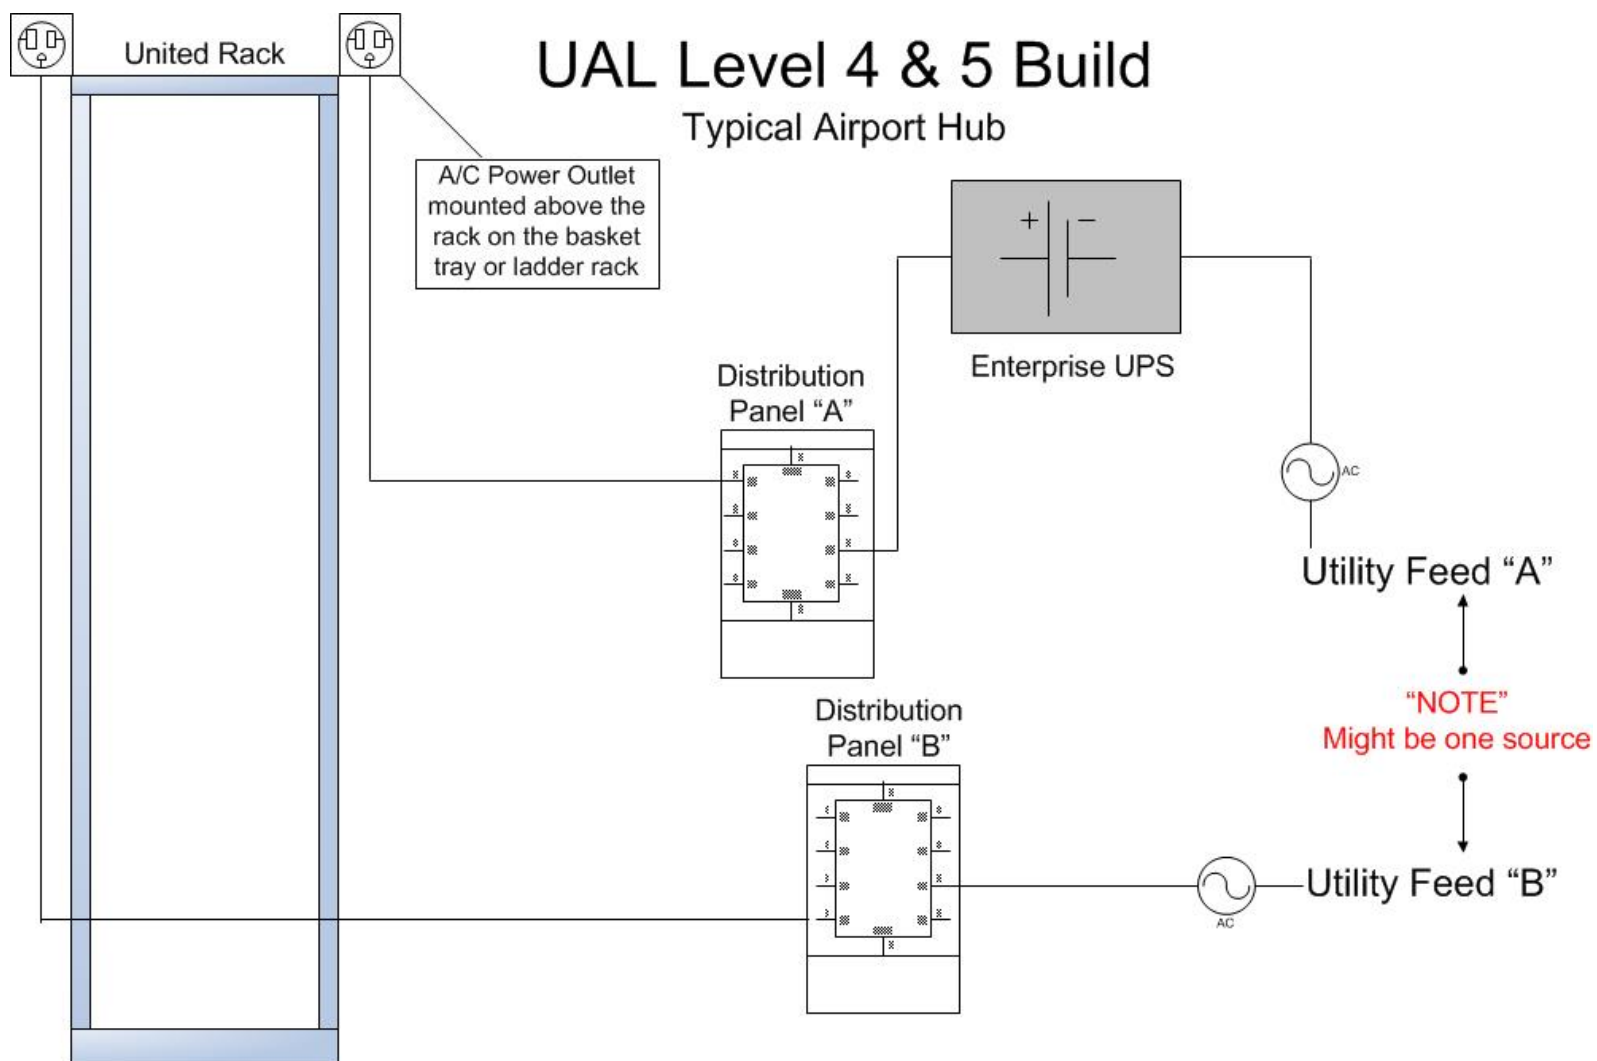 United Rack
UAL Level 4 & 5 Build
Typical Airport Hub
A/C Power Outlet
mounted above the
rack on the basket
tray or ladder rack
Enterprise UPS
Distribution
Panel “A”
AC
Utility Feed “A”
“NOTE”
Might be one source
Distribution
Panel “B”
Utility Feed “B”
AC